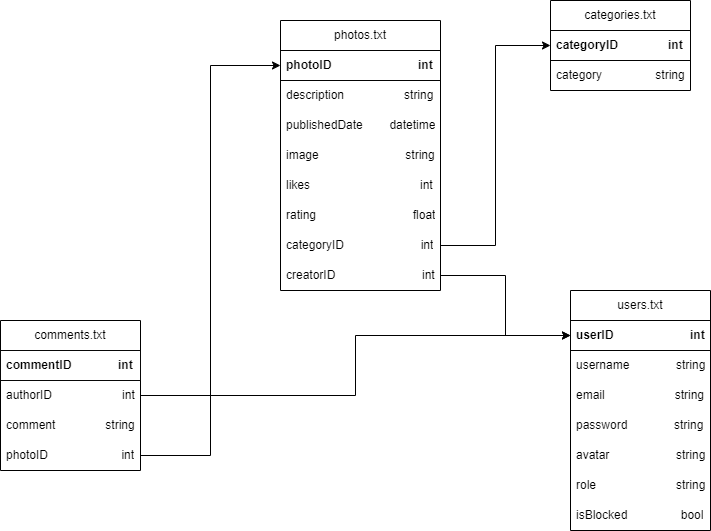 categories.txt
categoryID int
category string
photos.txt
photoID int
description string
publishedDate datetime
image string
likes int
rating float
categoryID int
creatorID int
comments.txt
commentID int
authorID int
comment string
photoID int
users.txt
userID int
username string
email string
password string
avatar string
role string
isBlocked bool